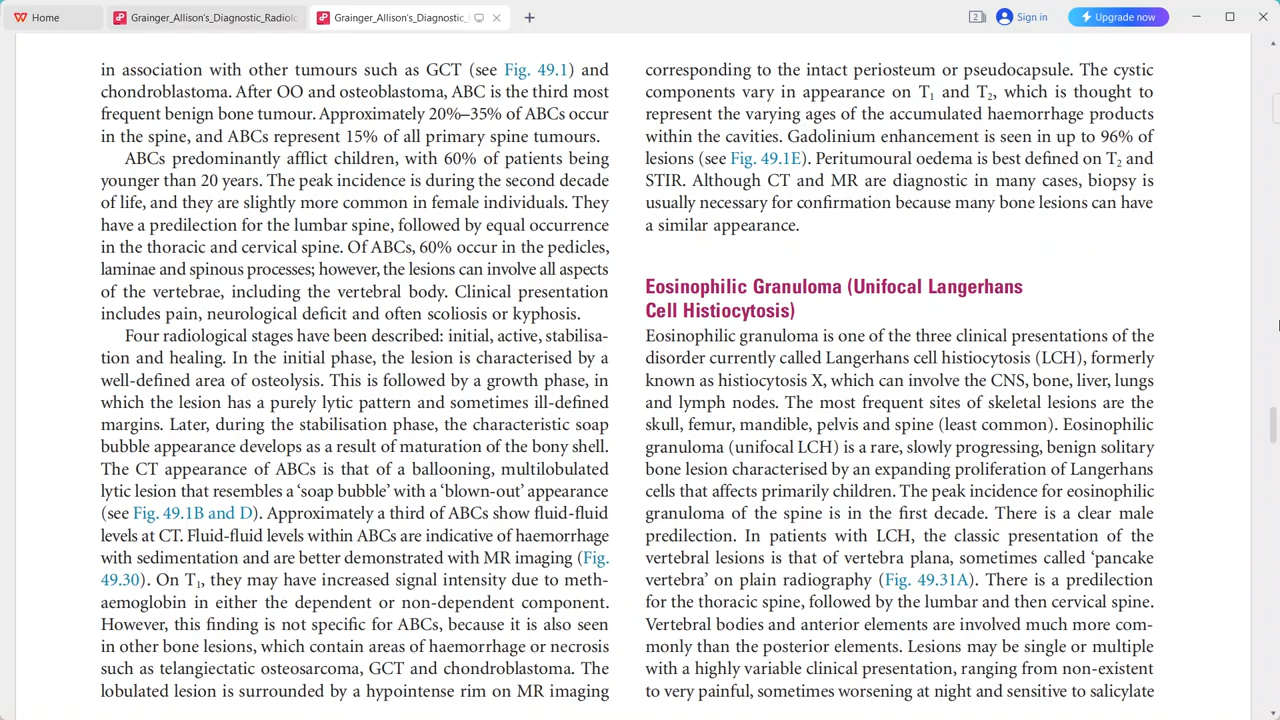 Home
Grainger_Allison's_Diagnostic_Radiolo
Grainger_Allison's_Diagnostic_
2
Sign in
Upgrade now
in association with other tumours such as GCT (see Fig. 49.1) and
chondroblastoma. After OO and osteoblastoma, ABC is the third most
frequent benign bone tumour. Approximately 20%–35% of ABCs occur
in the spine, and ABCs represent 15% of all primary spine tumours.
ABCs predominantly afflict children, with 60% of patients being
younger than 20 years. The peak incidence is during the second decade
of life, and they are slightly more common in female individuals. They
have a predilection for the lumbar spine, followed by equal occurrence
in the thoracic and cervical spine. Of ABCs, 60% occur in the pedicles,
laminae and spinous processes; however, the lesions can involve all aspects
of the vertebrae, including the vertebral body. Clinical presentation
includes pain, neurological deficit and often scoliosis or kyphosis.
Four radiological stages have been described: initial, active, stabilisa-
tion and healing. In the initial phase, the lesion is characterised by a
well-defined area of osteolysis. This is followed by a growth phase, in
which the lesion has a purely lytic pattern and sometimes ill-defined
margins. Later, during the stabilisation phase, the characteristic soap
bubble appearance develops as a result of maturation of the bony shell.
The CT appearance of ABCs is that of a ballooning, multilobulated
lytic lesion that resembles a ‘soap bubble’ with a ‘blown-out’ appearance
(see Fig. 49.1B and D). Approximately a third of ABCs show fluid-fluid
levels at CT. Fluid-fluid levels within ABCs are indicative of haemorrhage
with sedimentation and are better demonstrated with MR imaging (Fig.
49.30). On T₁, they may have increased signal intensity due to meth-
aemoglobin in either the dependent or non-dependent component.
However, this finding is not specific for ABCs, because it is also seen
in other bone lesions, which contain areas of haemorrhage or necrosis
such as telangiectatic osteosarcoma, GCT and chondroblastoma. The
lobulated lesion is surrounded by a hypointense rim on MR imaging
corresponding to the intact periosteum or pseudocapsule. The cystic
components vary in appearance on T₁ and T₂, which is thought to
represent the varying ages of the accumulated haemorrhage products
within the cavities. Gadolinium enhancement is seen in up to 96% of
lesions (see Fig. 49.1E). Peritumoural oedema is best defined on T₂ and
STIR. Although CT and MR are diagnostic in many cases, biopsy is
usually necessary for confirmation because many bone lesions can have
a similar appearance.
Eosinophilic Granuloma (Unifocal Langerhans
Cell Histiocytosis)
Eosinophilic granuloma is one of the three clinical presentations of the
disorder currently called Langerhans cell histiocytosis (LCH), formerly
known as histiocytosis X, which can involve the CNS, bone, liver, lungs
and lymph nodes. The most frequent sites of skeletal lesions are the
skull, femur, mandible, pelvis and spine (least common). Eosinophilic
granuloma (unifocal LCH) is a rare, slowly progressing, benign solitary
bone lesion characterised by an expanding proliferation of Langerhans
cells that affects primarily children. The peak incidence for eosinophilic
granuloma of the spine is in the first decade. There is a clear male
predilection. In patients with LCH, the classic presentation of the
vertebral lesions is that of vertebra plana, sometimes called ‘pancake
vertebra’ on plain radiography (Fig. 49.31A). There is a predilection
for the thoracic spine, followed by the lumbar and then cervical spine.
Vertebral bodies and anterior elements are involved much more com-
monly than the posterior elements. Lesions may be single or multiple
with a highly variable clinical presentation, ranging from non-existent
to very painful, sometimes worsening at night and sensitive to salicylate